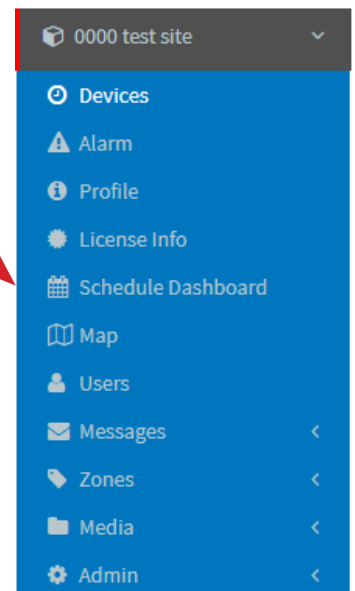 0000 test site
Devices
Alarm
Profile
License Info
Schedule Dashboard
Map
Users
Messages
Zones
Media
Admin